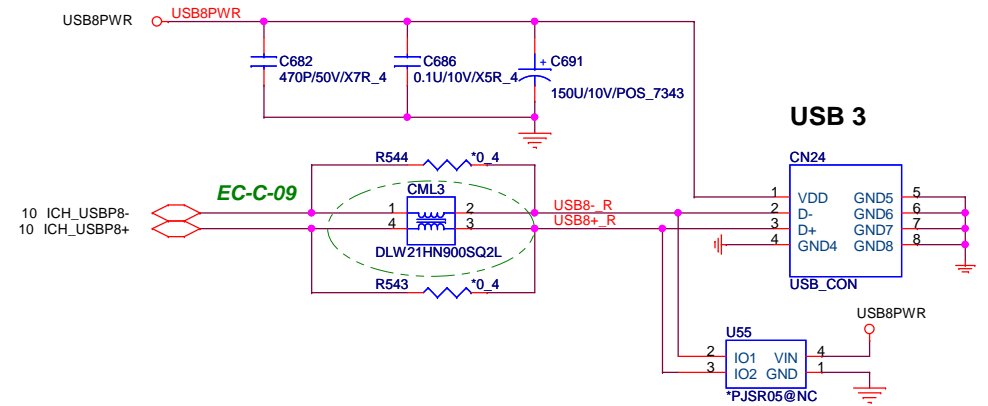 USB8PWR USB8PWR
C682
470P/50V/X7R_4
C686
0.1U/10V/X5R_4
+ C691
150U/10V/POS_7343
USB 3
R544 *0_4
CN24
EC-C-09
CML3
10 ICH_USBP8- 1 2 USB8-_R
10 ICH_USBP8+ 4 3 USB8+_R
DLW21HN900SQ2L
R543 *0_4
1 VDD GND5 5
2 D- GND6 6
3 D+ GND7 7
4 GND4 GND8 8
USB_CON
USB8PWR
U55
2 IO1 VIN 4
3 IO2 GND 1
*PJSR05@NC